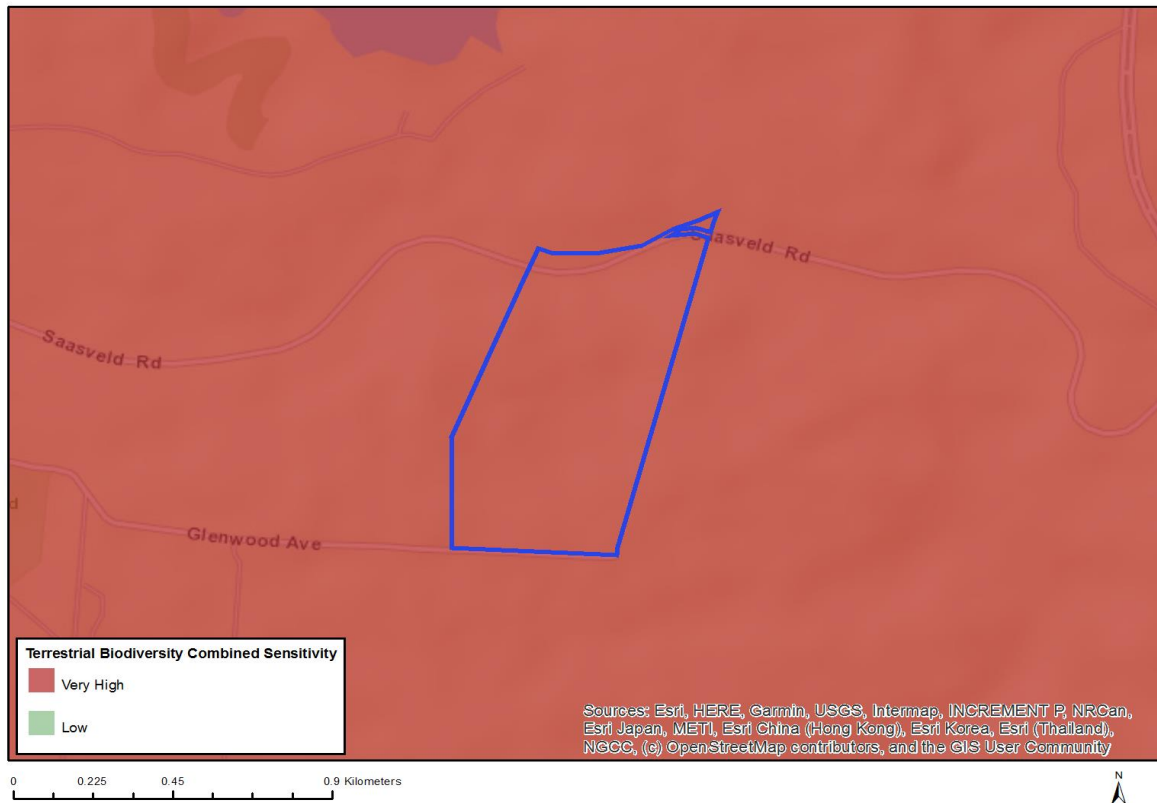 Saasveld Rd
Saasveld Rd
Glenwood Ave
d
Terrestrial Biodiversity Combined Sensitivity
Very High
Low
Sources: Esri, HERE, Garmin, USGS, Intermap, INCREMENT P, NRCan,
Esri Japan, METI, Esri China (Hong Kong), Esri Korea, Esri (Thailand),
NGCC, (c) OpenStreetMap contributors, and the GIS User Community
0 0.225 0.45 0.9 Kilometers
N